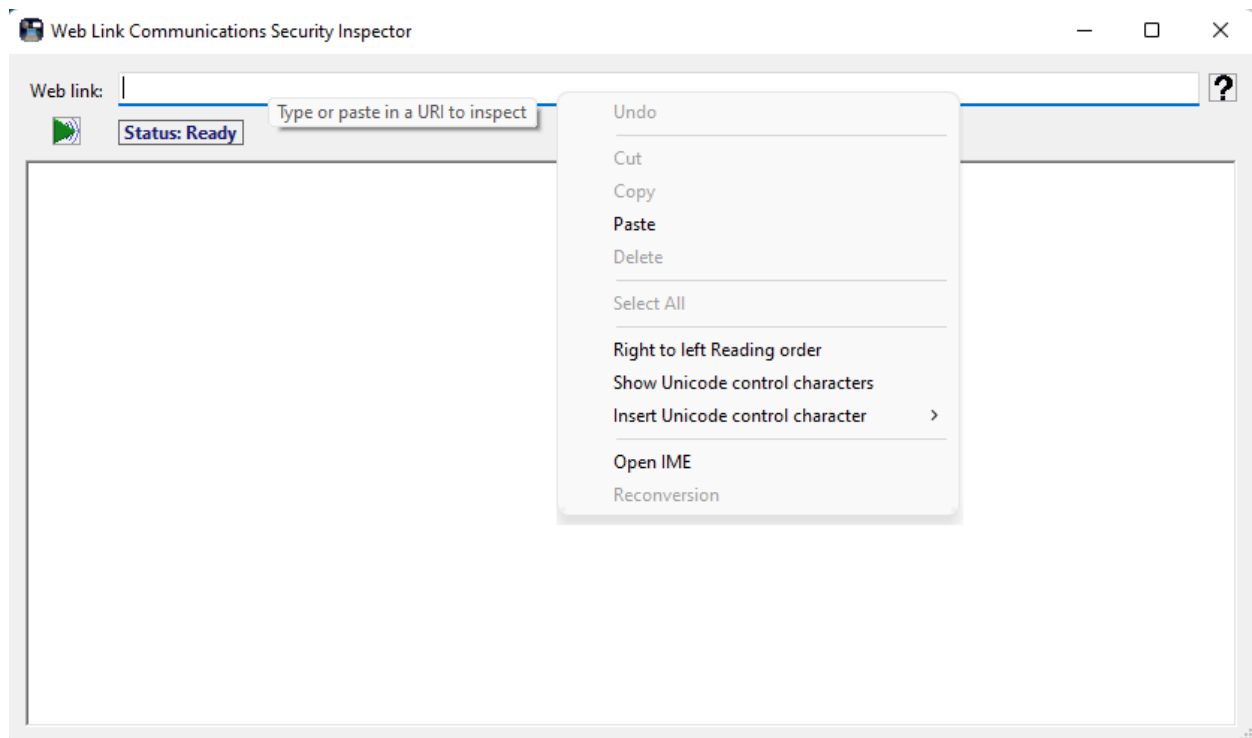 Web Link Communications Security Inspector
Web link:
?
Type or paste in a URI to inspect
Status: Ready
Undo
Cut
Copy
Paste
Delete
Select All
Right to left Reading order
Show Unicode control characters
Insert Unicode control character >
Open IME
Reconversion